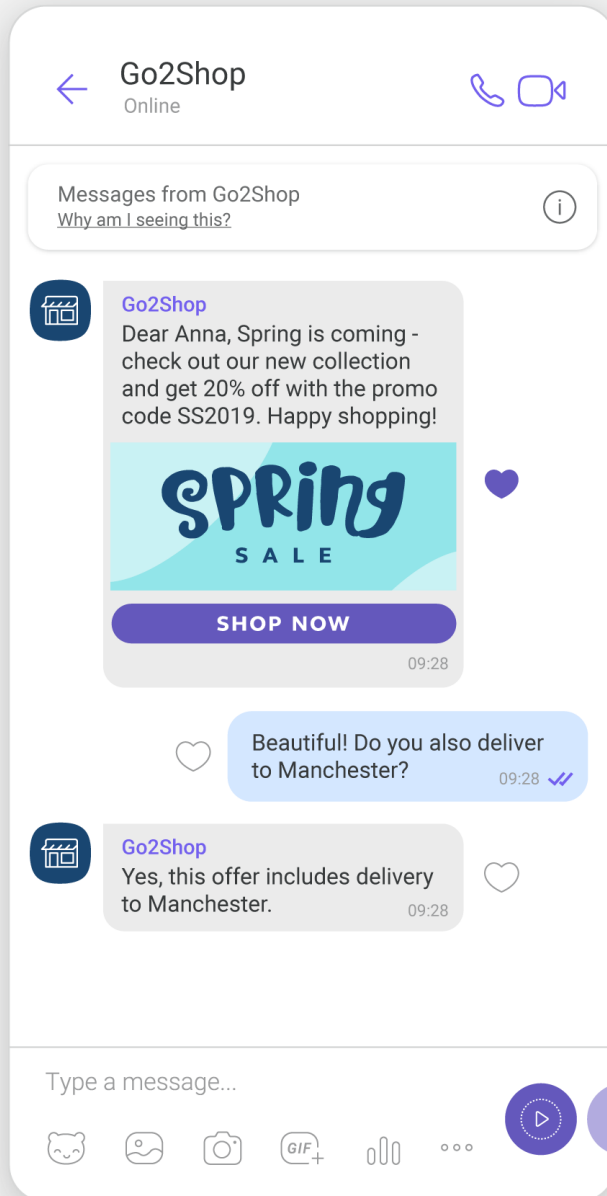 Go2Shop
Online
Messages from Go2Shop
Why am I seeing this?
Go2Shop
Dear Anna, Spring is coming -
check out our new collection
and get 20% off with the promo
code SS2019. Happy shopping!
SPRing
SALE
SHOP NOW
09:28
Beautiful! Do you also deliver
to Manchester?
09:28
Go2Shop
Yes, this offer includes delivery
to Manchester.
09:28
Type a message...
GIF